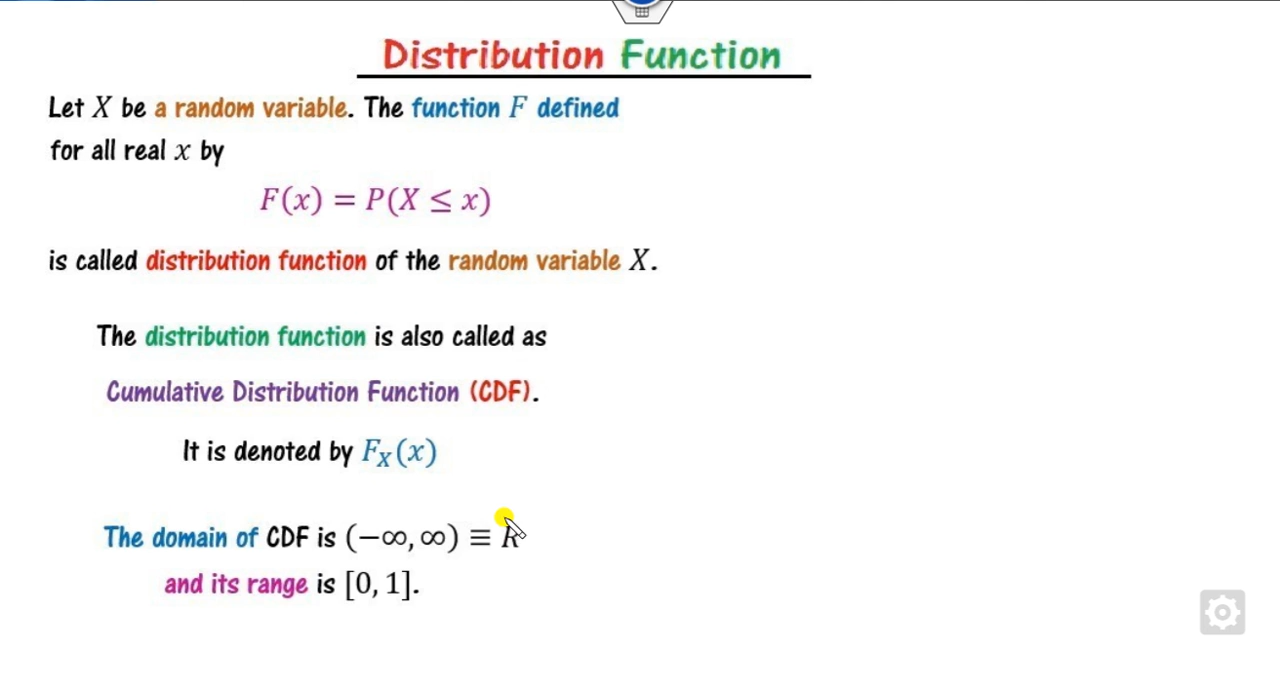 Distribution Function
Let X be a random variable. The function F defined
for all real x by
F(x) = P(X ≤ x)
is called distribution function of the random variable X.
The distribution function is also called as
Cumulative Distribution Function (CDF).
It is denoted by F_X(x)
The domain of CDF is (−∞, ∞) ≡ R
and its range is [0, 1].